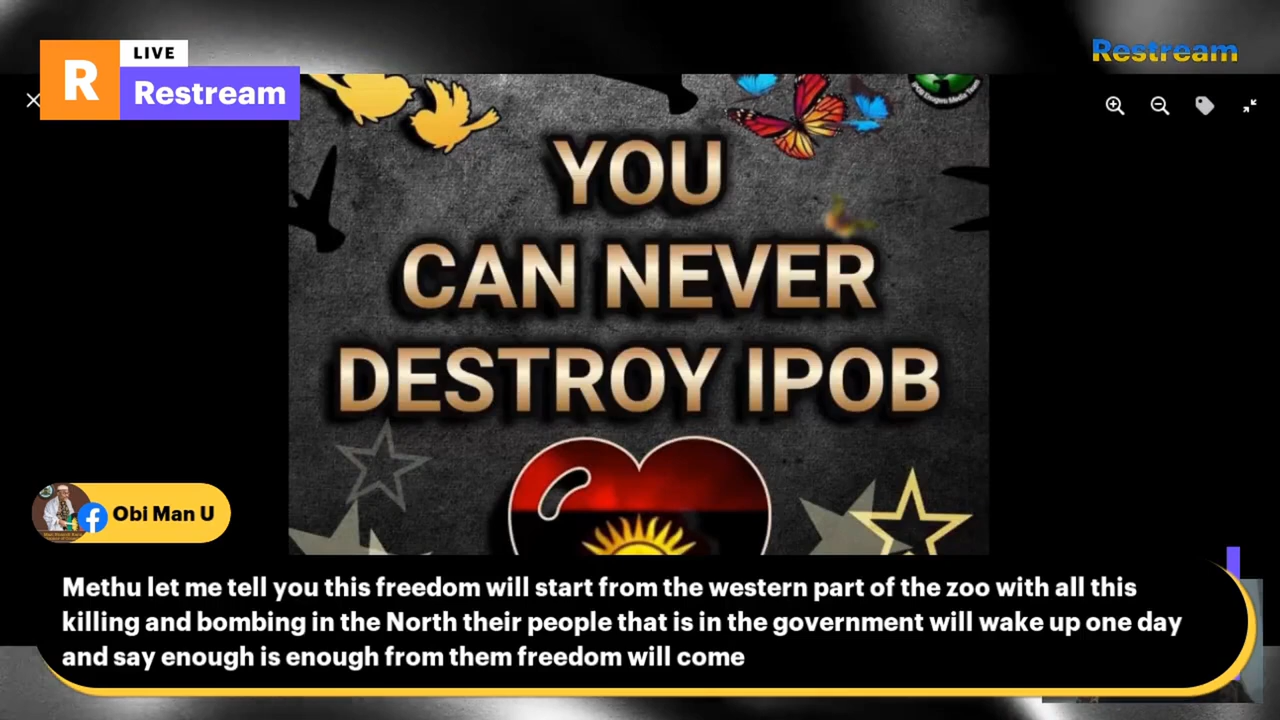 LIVE
R
Restream
Restream
YOU
CAN NEVER
DESTROY IPOB
Obi Man U
Methu let me tell you this freedom will start from the western part of the zoo with all this
killing and bombing in the North their people that is in the government will wake up one day
and say enough is enough from them freedom will come